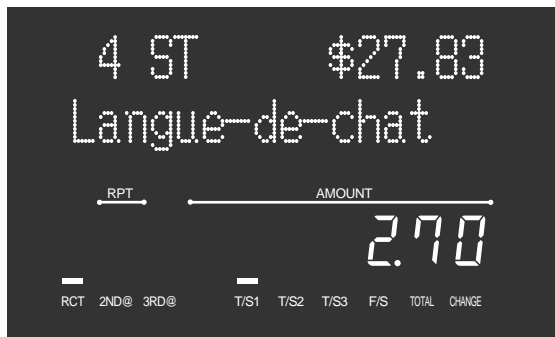 4 ST $27.83
Langue-de-chat
RPT AMOUNT
2.70
RCT 2ND@ 3RD@ T/S1 T/S2 T/S3 F/S TOTAL CHANGE